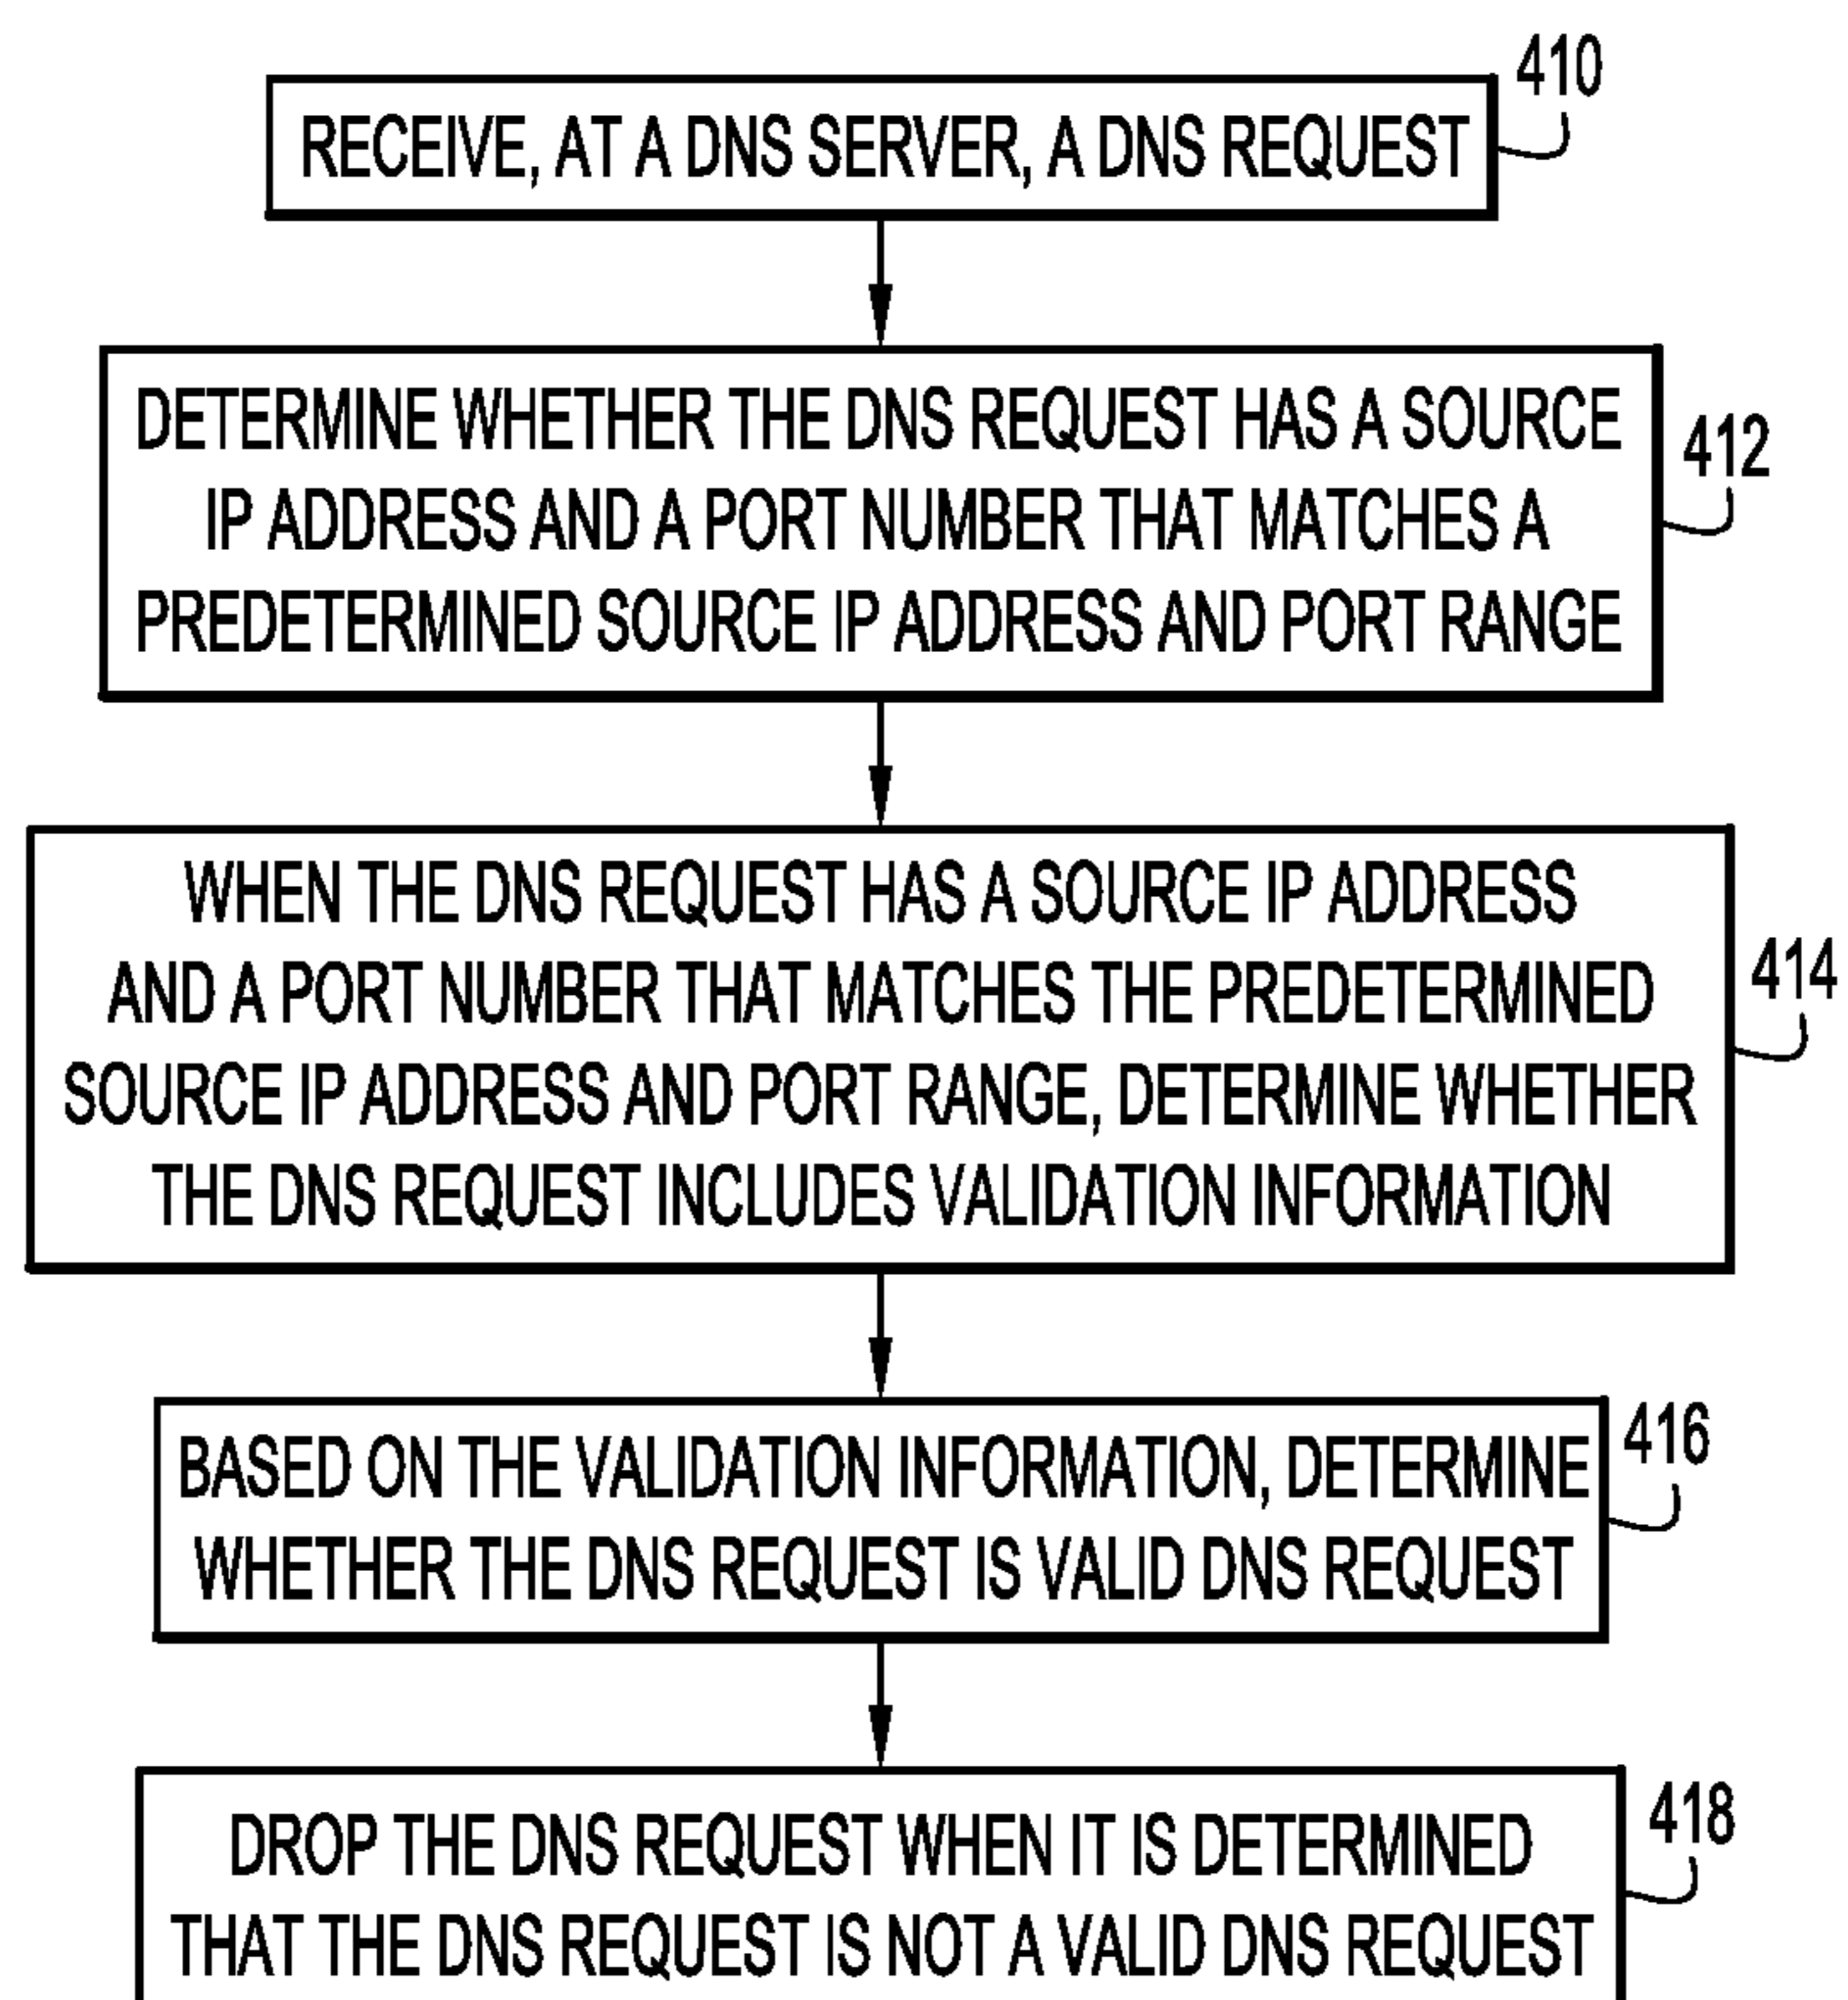 410
RECEIVE, AT A DNS SERVER, A DNS REQUEST
DETERMINE WHETHER THE DNS REQUEST HAS A SOURCE
IP ADDRESS AND A PORT NUMBER THAT MATCHES A
PREDETERMINED SOURCE IP ADDRESS AND PORT RANGE
412
WHEN THE DNS REQUEST HAS A SOURCE IP ADDRESS
AND A PORT NUMBER THAT MATCHES THE PREDETERMINED
SOURCE IP ADDRESS AND PORT RANGE, DETERMINE WHETHER
THE DNS REQUEST INCLUDES VALIDATION INFORMATION
414
BASED ON THE VALIDATION INFORMATION, DETERMINE
WHETHER THE DNS REQUEST IS VALID DNS REQUEST
416
DROP THE DNS REQUEST WHEN IT IS DETERMINED
THAT THE DNS REQUEST IS NOT A VALID DNS REQUEST
418